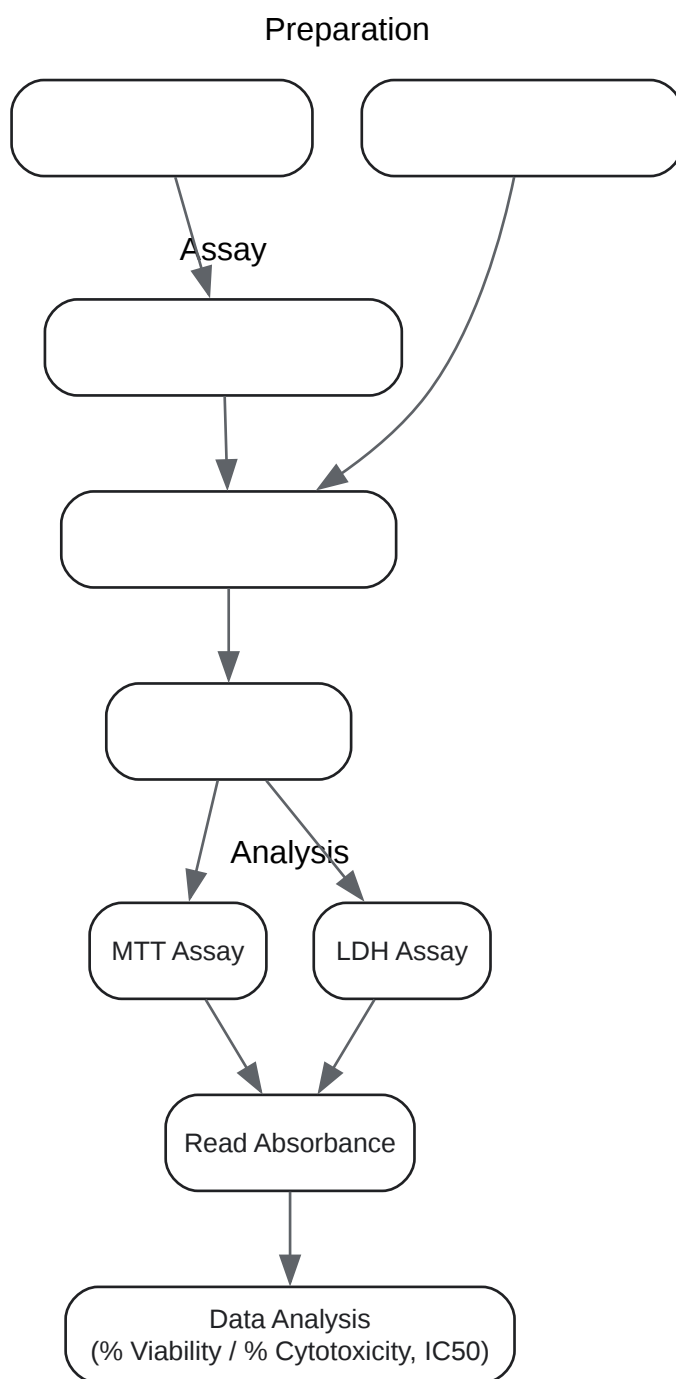 Preparation
Assay
Analysis
MTT Assay
LDH Assay
Read Absorbance
Data Analysis
(% Viability / % Cytotoxicity, IC50)